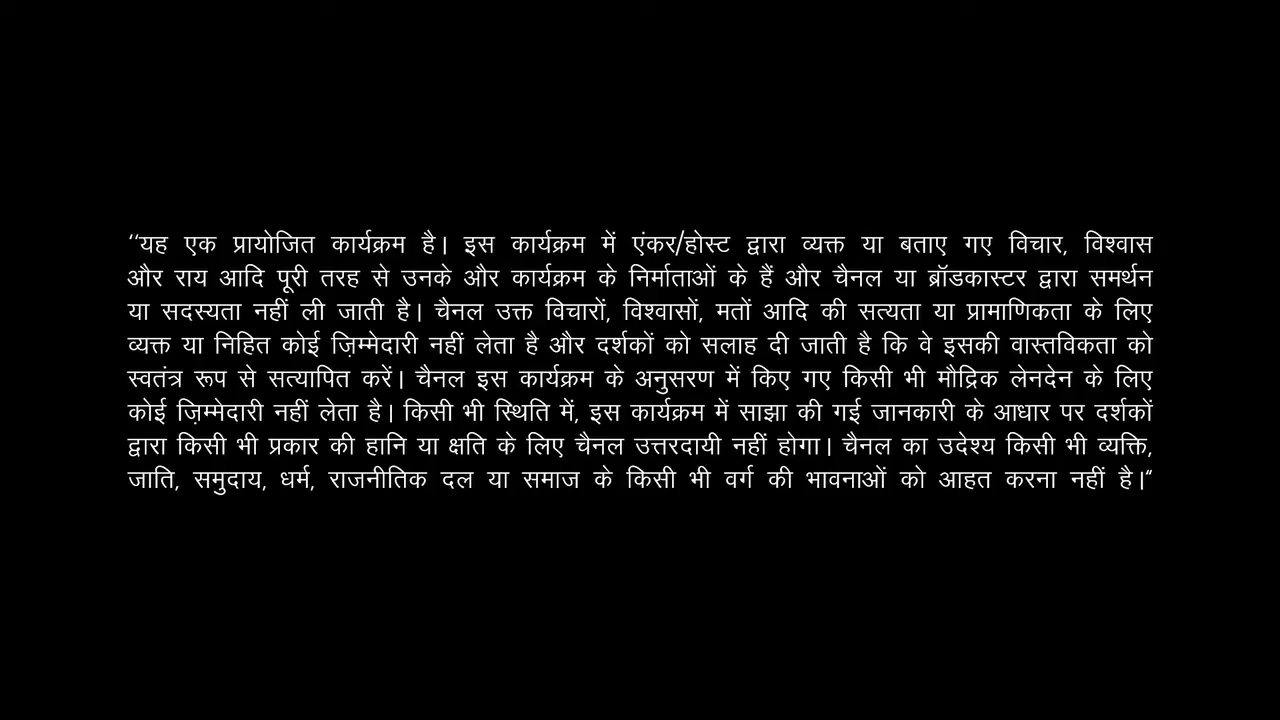 ‘‘यह एक प्रायोजित कार्यक्रम है। इस कार्यक्रम में एंकर/होस्ट द्वारा व्यक्त या बताए गए विचार, विश्वास
और राय आदि पूरी तरह से उनके और कार्यक्रम के निर्माताओं के हैं और चैनल या ब्रॉडकास्टर द्वारा समर्थन
या सदस्यता नहीं ली जाती है। चैनल उक्त विचारों, विश्वासों, मतों आदि की सत्यता या प्रामाणिकता के लिए
व्यक्त या निहित कोई ज़िम्मेदारी नहीं लेता है और दर्शकों को सलाह दी जाती है कि वे इसकी वास्तविकता को
स्वतंत्र रूप से सत्यापित करें। चैनल इस कार्यक्रम के अनुसरण में किए गए किसी भी मौद्रिक लेनदेन के लिए
कोई ज़िम्मेदारी नहीं लेता है। किसी भी स्थिति में, इस कार्यक्रम में साझा की गई जानकारी के आधार पर दर्शकों
द्वारा किसी भी प्रकार की हानि या क्षति के लिए चैनल उत्तरदायी नहीं होगा। चैनल का उदेश्य किसी भी व्यक्ति,
जाति, समुदाय, धर्म, राजनीतिक दल या समाज के किसी भी वर्ग की भावनाओं को आहत करना नहीं है।”